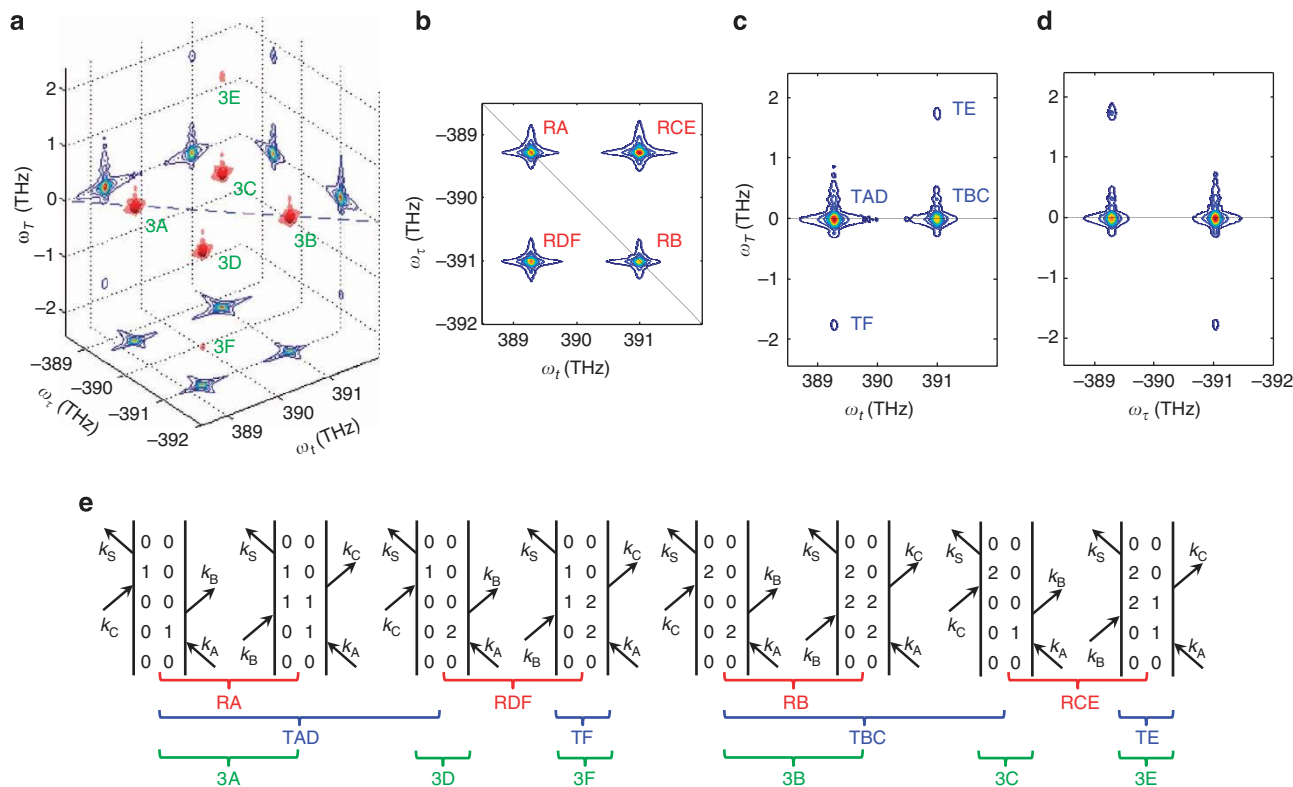 a
b
c
d
3E
3C
3A
3B
3D
3F
2
1
0
−1
−2
ωT (THz)
−389
−390
−391
−392
ωτ (THz)
389
390
391
ωt (THz)
RA
RCE
RDF
RB
−389
−390
−391
−392
ωτ (THz)
389
390
391
ωt (THz)
TE
TAD
TBC
TF
2
1
0
−1
−2
ωT (THz)
389
390
391
ωt (THz)
2
1
0
−1
−2
−389
−390
−391
−392
ωτ (THz)
e
kS 0 0
1 0 kB
kC 0 0
0 1 kA
0 0
kS 0 0 kC
1 0
1 1
kB 0 1 kA
0 0
kS 0 0
1 0 kB
kC 0 0
0 2 kA
0 0
kS 0 0 kC
1 0
1 2
kB 0 2 kA
0 0
kS 0 0
2 0 kB
kC 0 0
0 2 kA
0 0
kS 0 0 kC
2 0
2 2
kB 0 2 kA
0 0
kS 0 0
2 0 kB
kC 0 0
0 1 kA
0 0
kS 0 0 kC
2 0
2 1
kB 0 1 kA
0 0
RA RDF RB RCE
TAD TF TBC TE
3A 3D 3F 3B 3C 3E